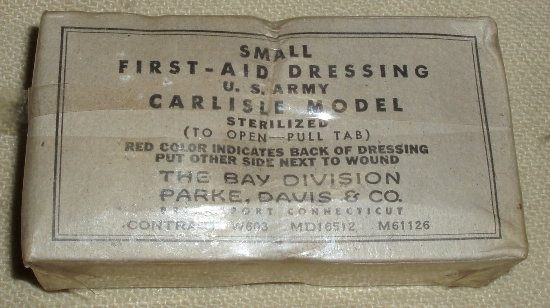 SMALL
FIRST-AID DRESSING
U. S. ARMY
CARLISLE MODEL
STERILIZED
(TO OPEN—PULL TAB)
RED COLOR INDICATES BACK OF DRESSING
PUT OTHER SIDE NEXT TO WOUND
THE BAY DIVISION
PARKE, DAVIS & CO.
CONNECTICUT
MD16512 M61126